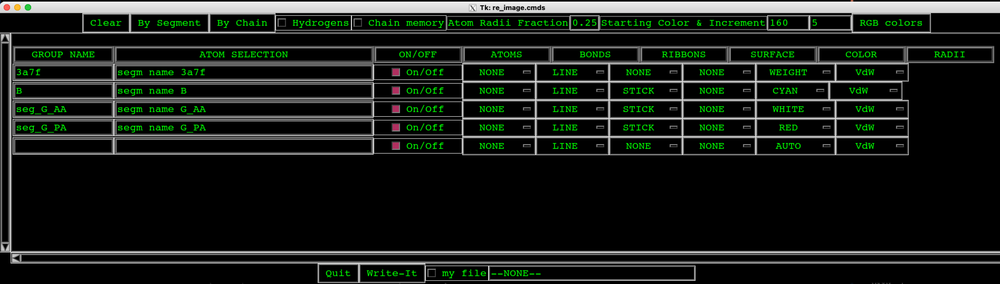 Tk: re_image.cmds
Clear By Segment By Chain Hydrogens Chain memory Atom Radii Fraction 0.25 Starting Color & Increment 160 5 RGB colors
GROUP NAME ATOM SELECTION ON/OFF ATOMS BONDS RIBBONS SURFACE COLOR RADII
3a7f segm name 3a7f On/Off NONE LINE NONE NONE WEIGHT VdW
B segm name B On/Off NONE LINE STICK NONE CYAN VdW
seg_G_AA segm name G_AA On/Off NONE LINE STICK NONE WHITE VdW
seg_G_PA segm name G_PA On/Off NONE LINE STICK NONE RED VdW
On/Off NONE LINE NONE NONE AUTO VdW
Quit Write-It my file --NONE--